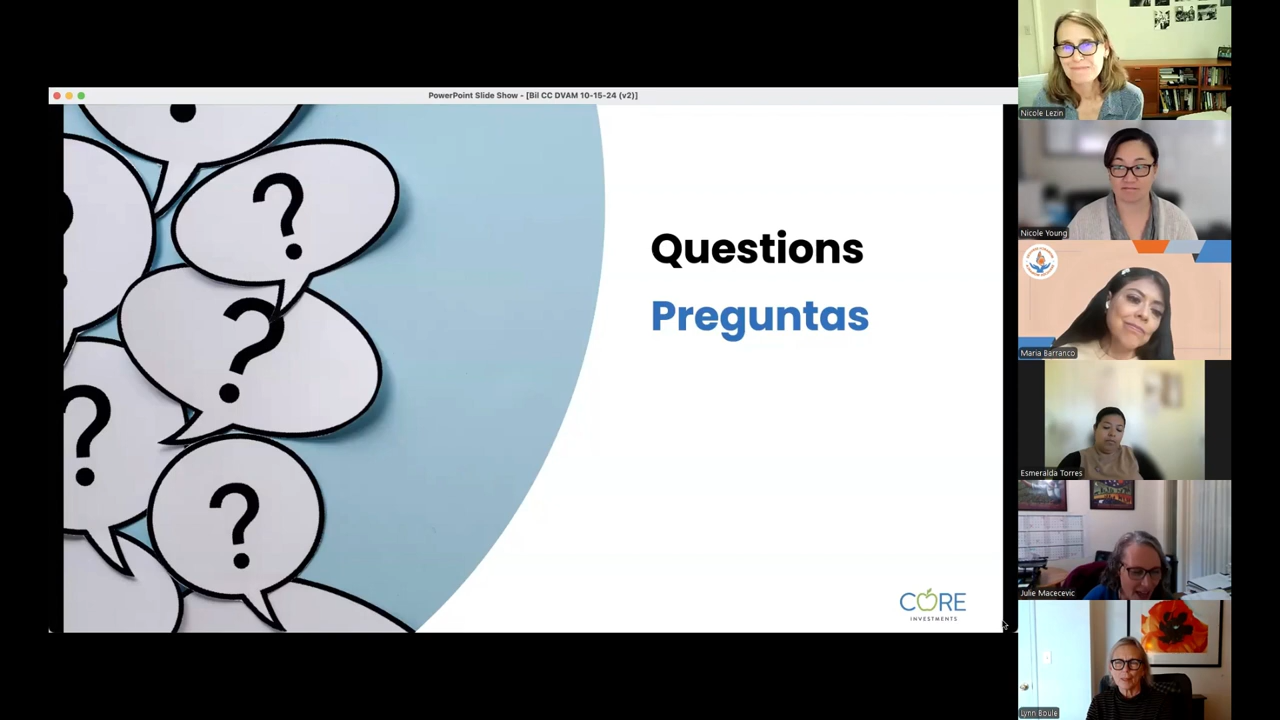 PowerPoint Slide Show - [Bil CC DVAM 10-15-24 (v2)]
?
?
?
?
Questions
Preguntas
CORE
INVESTMENTS
Nicole Lezin
Nicole Young
Maria Barranco
Esmeralda Torres
Julie Macecevic
Lynn Boule